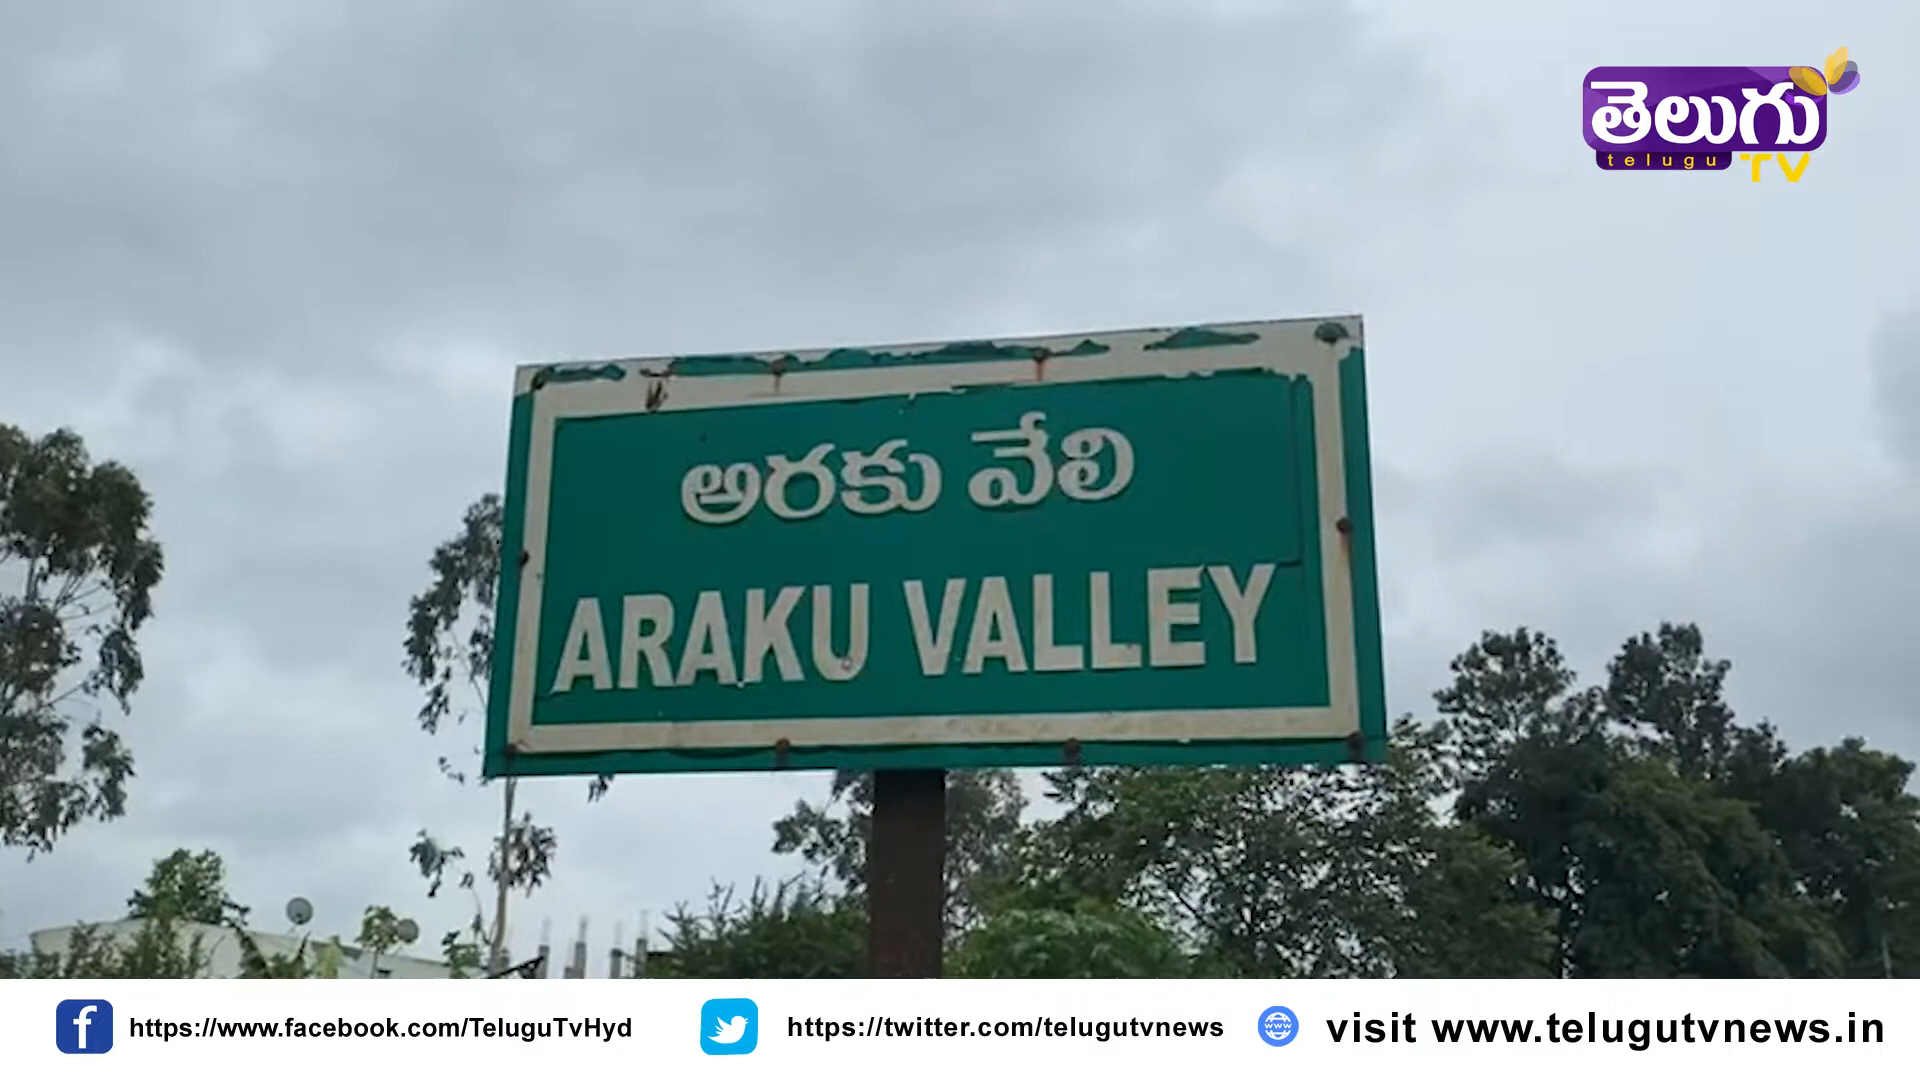 తెలుగు
telugu TV
అరకు వేలి
ARAKU VALLEY
https://www.facebook.com/TeluguTvHyd https://twitter.com/telugutvnews visit www.telugutvnews.in